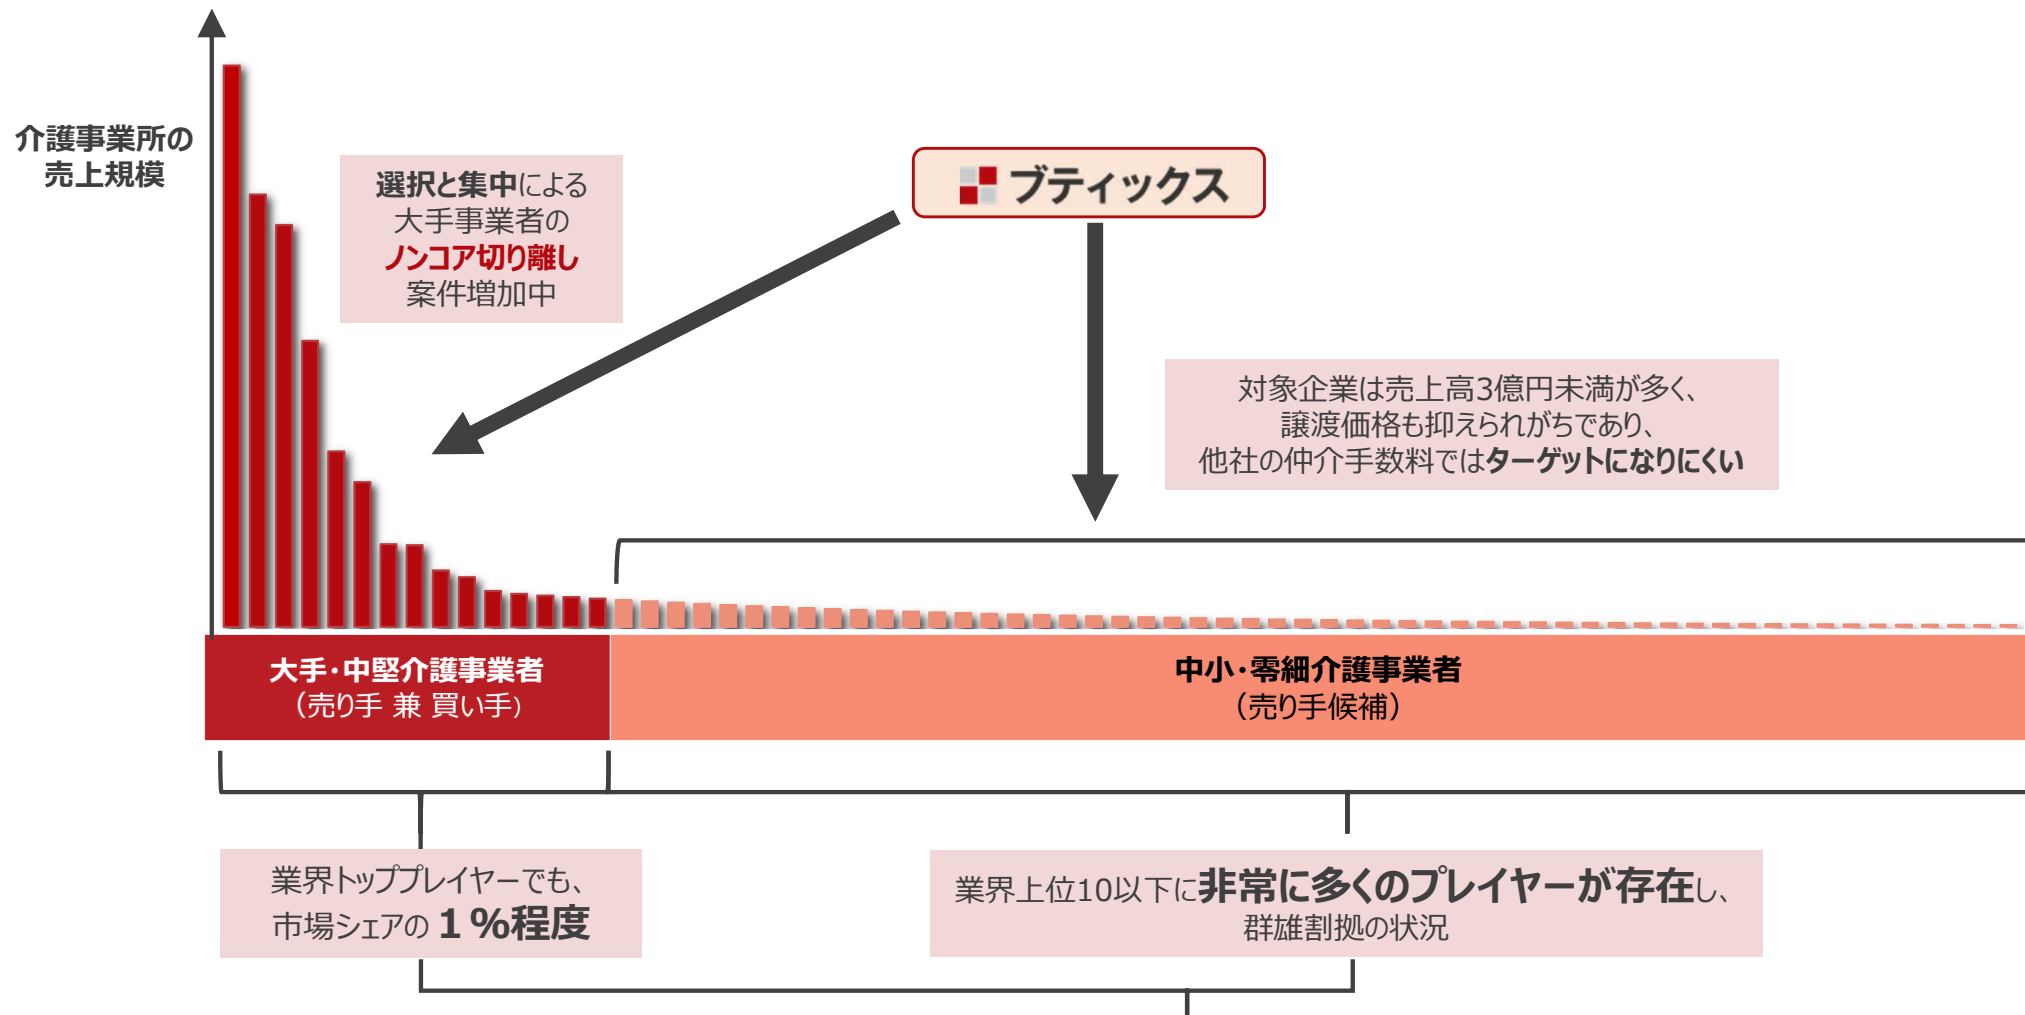 介護事業所の
売上規模
選択と集中による
大手事業者の
ノンコア切り離し
案件増加中
ブティックス
対象企業は売上高3億円未満が多く、
譲渡価格も抑えられがちであり、
他社の仲介手数料ではターゲットになりにくい
大手・中堅介護事業者
（売り手 兼 買い手）
中小・零細介護事業者
（売り手候補）
業界トッププレイヤーでも、
市場シェアの１％程度
業界上位10以下に非常に多くのプレイヤーが存在し、
群雄割拠の状況